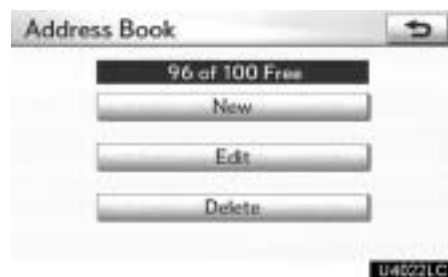 Address Book
96 of 100 Free
New
Edit
Delete
U4022LC